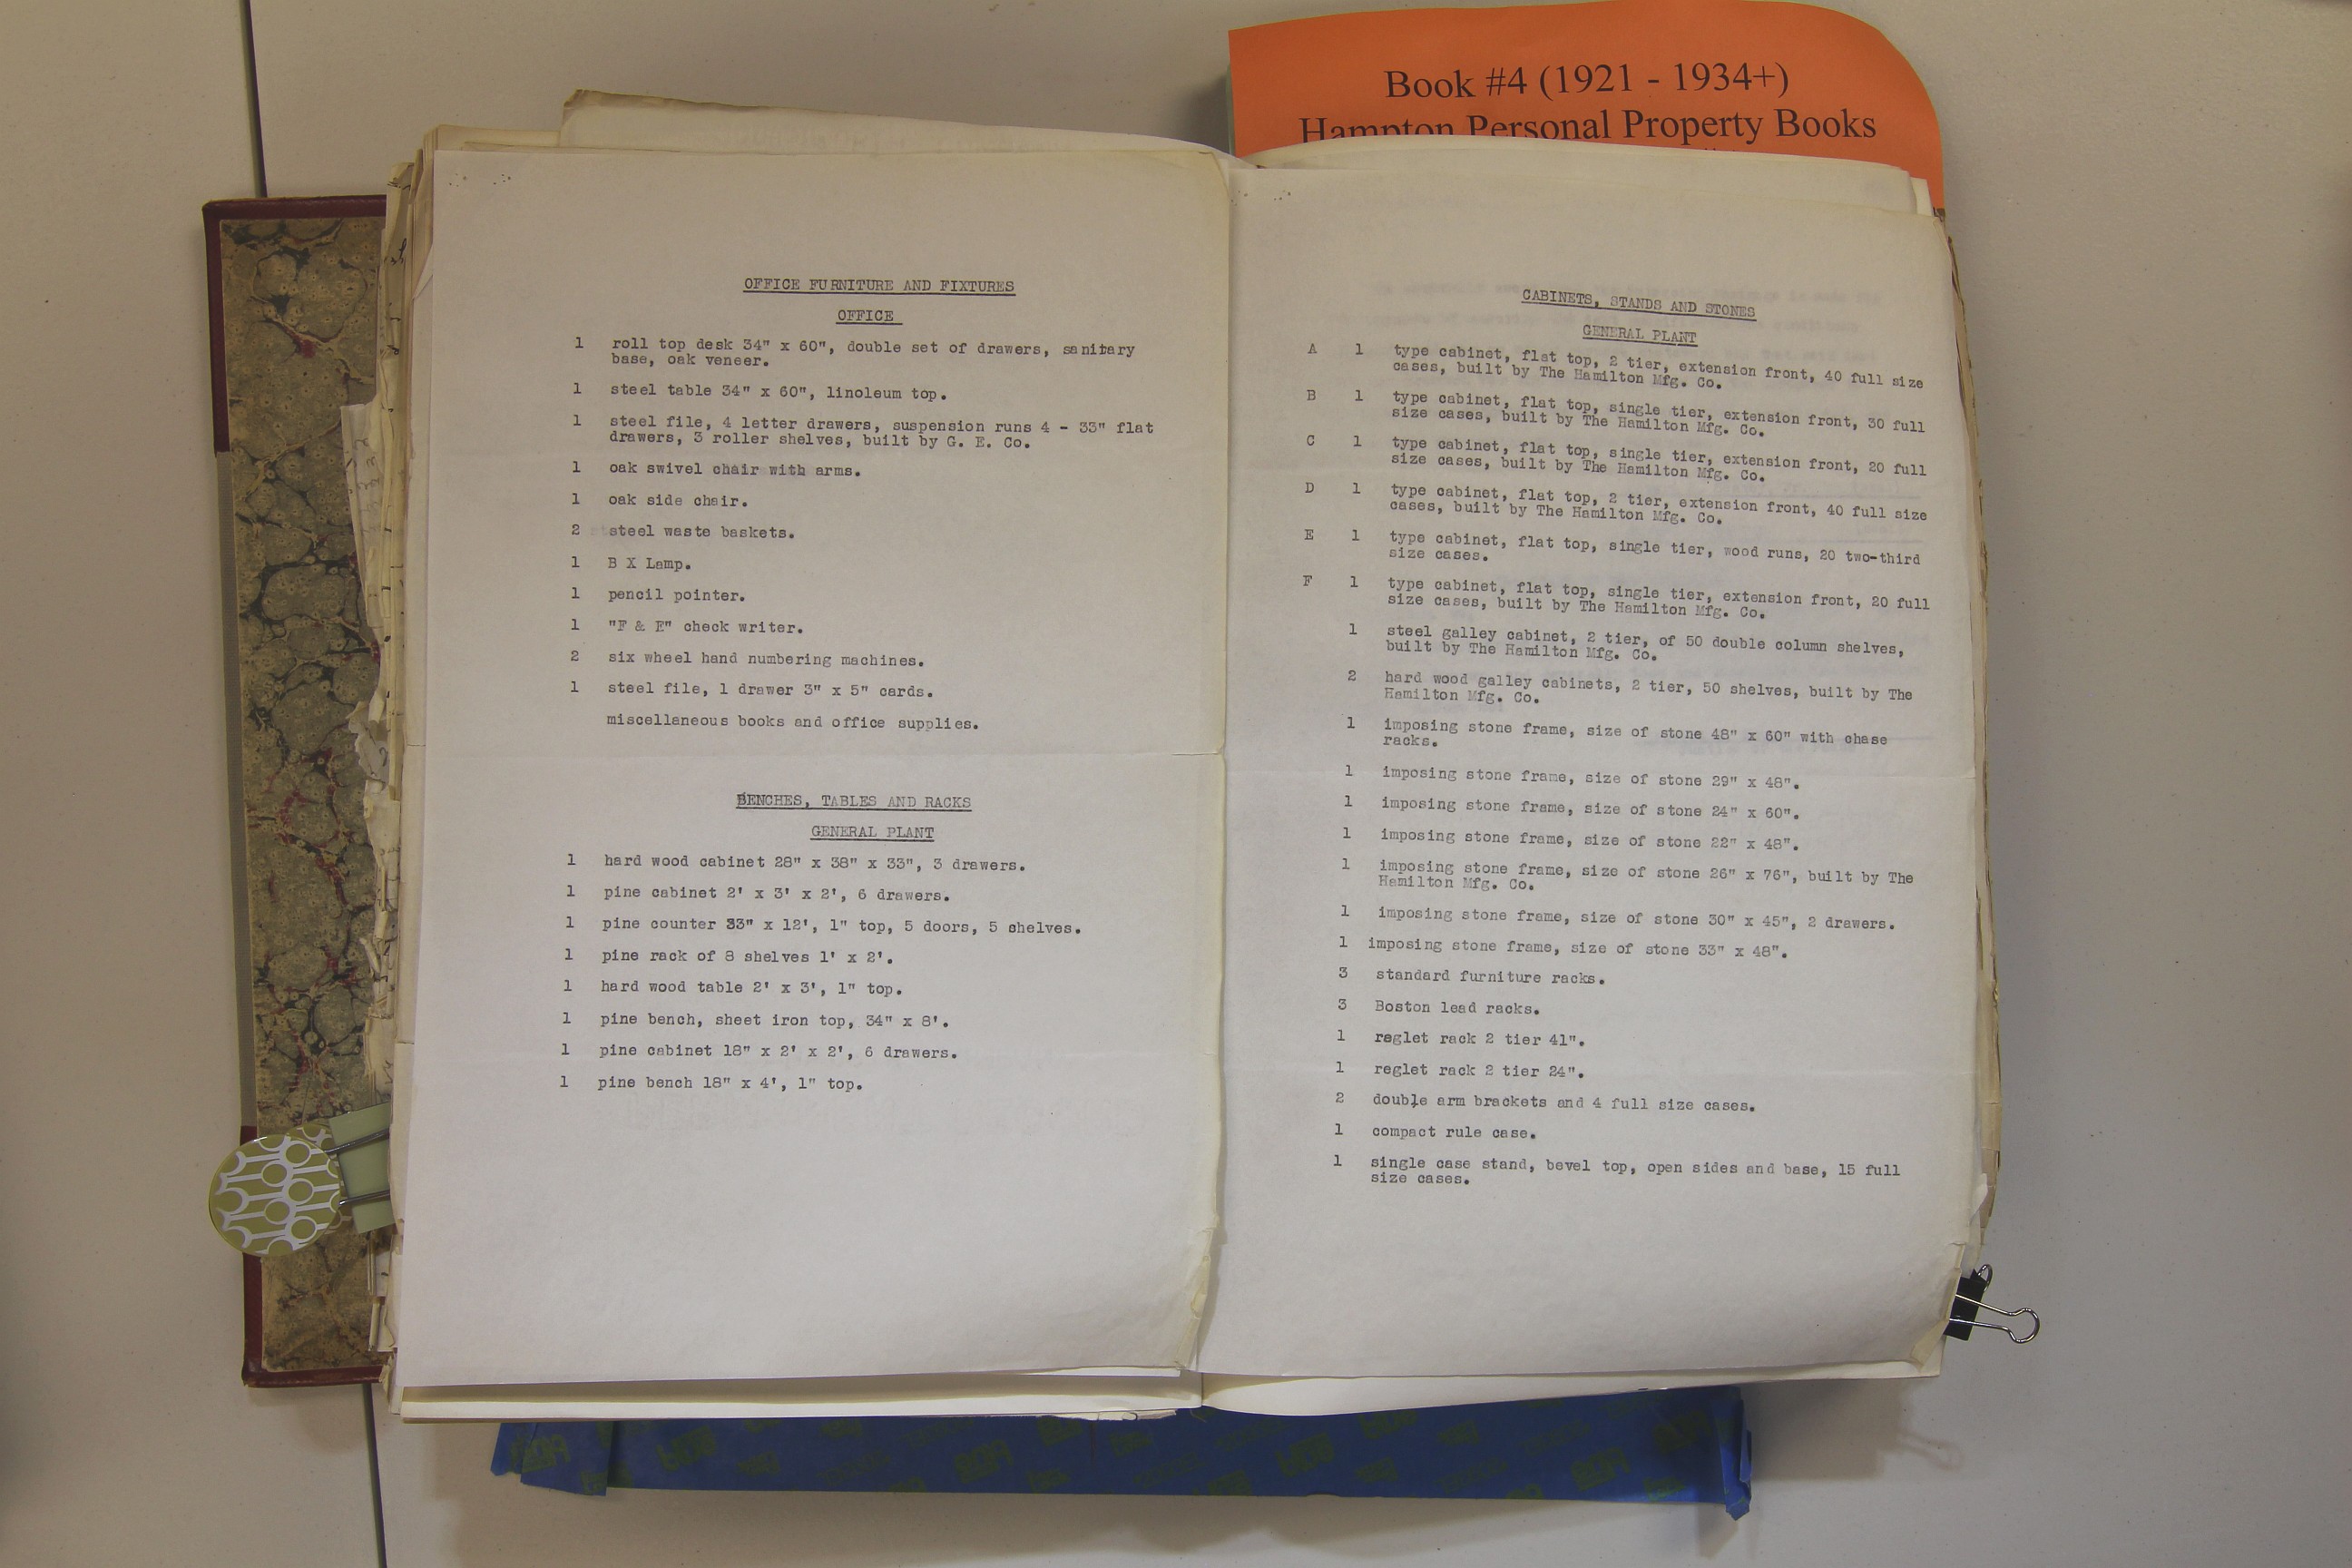 Book #4 (1921 - 1934+)
Hampton Personal Property Books
OFFICE FURNITURE AND FIXTURES
OFFICE
1 roll top desk 34" x 60", double set of drawers, sanitary
base, oak veneer.
1 steel table 34" x 60", linoleum top.
1 steel file, 4 letter drawers, suspension runs 4 - 33" flat
drawers, 3 roller shelves, built by G. E. Co.
1 oak swivel chair with arms.
1 oak side chair.
2 steel waste baskets.
1 B X Lamp.
1 pencil pointer.
1 "F & E" check writer.
2 six wheel hand numbering machines.
1 steel file, 1 drawer 3" x 5" cards.
miscellaneous books and office supplies.
BENCHES, TABLES AND RACKS
GENERAL PLANT
1 hard wood cabinet 28" x 38" x 33", 3 drawers.
1 pine cabinet 2' x 3' x 2', 6 drawers.
1 pine counter 33" x 12', 1" top, 5 doors, 5 shelves.
1 pine rack of 8 shelves 1' x 2'.
1 hard wood table 2' x 3', 1" top.
1 pine bench, sheet iron top, 34" x 8'.
1 pine cabinet 18" x 2' x 2', 6 drawers.
1 pine bench 18" x 4', 1" top.
CABINETS, STANDS AND STONES
GENERAL PLANT
A 1 type cabinet, flat top, 2 tier, extension front, 40 full size
cases, built by The Hamilton Mfg. Co.
B 1 type cabinet, flat top, single tier, extension front, 30 full
size cases, built by The Hamilton Mfg. Co.
C 1 type cabinet, flat top, single tier, extension front, 20 full
size cases, built by The Hamilton Mfg. Co.
D 1 type cabinet, flat top, 2 tier, extension front, 40 full size
cases, built by The Hamilton Mfg. Co.
E 1 type cabinet, flat top, single tier, wood runs, 20 two-third
size cases.
F 1 type cabinet, flat top, single tier, extension front, 20 full
size cases, built by The Hamilton Mfg. Co.
1 steel galley cabinet, 2 tier, of 50 double column shelves,
built by The Hamilton Mfg. Co.
2 hard wood galley cabinets, 2 tier, 50 shelves, built by The
Hamilton Mfg. Co.
1 imposing stone frame, size of stone 48" x 60" with chase
racks.
1 imposing stone frame, size of stone 29" x 48".
1 imposing stone frame, size of stone 24" x 60".
1 imposing stone frame, size of stone 22" x 48".
1 imposing stone frame, size of stone 26" x 76", built by The
Hamilton Mfg. Co.
1 imposing stone frame, size of stone 30" x 45", 2 drawers.
1 imposing stone frame, size of stone 33" x 48".
3 standard furniture racks.
3 Boston lead racks.
1 reglet rack 2 tier 41".
1 reglet rack 2 tier 24".
2 double arm brackets and 4 full size cases.
1 compact rule case.
1 single case stand, bevel top, open sides and base, 15 full
size cases.